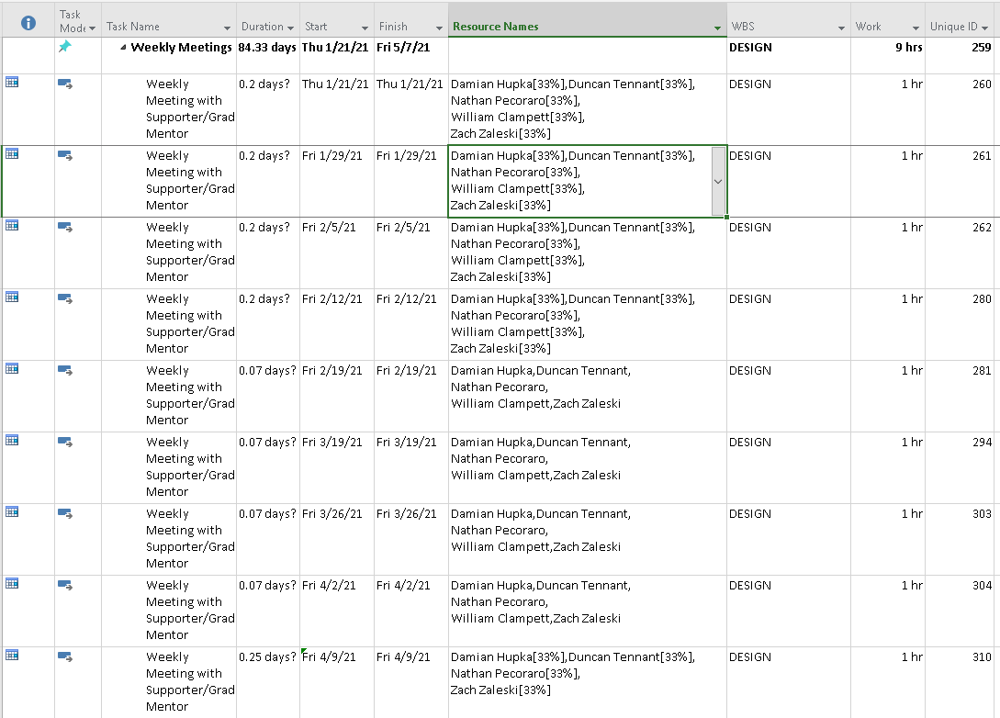 Task Mode Task Name Duration Start Finish Resource Names WBS Work Unique ID
Weekly Meetings 84.33 days Thu 1/21/21 Fri 5/7/21 DESIGN 9 hrs 259
Weekly Meeting with Supporter/Grad Mentor 0.2 days? Thu 1/21/21 Thu 1/21/21 Damian Hupka[33%],Duncan Tennant[33%],Nathan Pecoraro[33%],William Clampett[33%],Zach Zaleski[33%] DESIGN 1 hr 260
Weekly Meeting with Supporter/Grad Mentor 0.2 days? Fri 1/29/21 Fri 1/29/21 Damian Hupka[33%],Duncan Tennant[33%],Nathan Pecoraro[33%],William Clampett[33%],Zach Zaleski[33%] DESIGN 1 hr 261
Weekly Meeting with Supporter/Grad Mentor 0.2 days? Fri 2/5/21 Fri 2/5/21 Damian Hupka[33%],Duncan Tennant[33%],Nathan Pecoraro[33%],William Clampett[33%],Zach Zaleski[33%] DESIGN 1 hr 262
Weekly Meeting with Supporter/Grad Mentor 0.2 days? Fri 2/12/21 Fri 2/12/21 Damian Hupka[33%],Duncan Tennant[33%],Nathan Pecoraro[33%],William Clampett[33%],Zach Zaleski[33%] DESIGN 1 hr 280
Weekly Meeting with Supporter/Grad Mentor 0.07 days? Fri 2/19/21 Fri 2/19/21 Damian Hupka,Duncan Tennant,Nathan Pecoraro,William Clampett,Zach Zaleski DESIGN 1 hr 281
Weekly Meeting with Supporter/Grad Mentor 0.07 days? Fri 3/19/21 Fri 3/19/21 Damian Hupka,Duncan Tennant,Nathan Pecoraro,William Clampett,Zach Zaleski DESIGN 1 hr 294
Weekly Meeting with Supporter/Grad Mentor 0.07 days? Fri 3/26/21 Fri 3/26/21 Damian Hupka,Duncan Tennant,Nathan Pecoraro,William Clampett,Zach Zaleski DESIGN 1 hr 303
Weekly Meeting with Supporter/Grad Mentor 0.07 days? Fri 4/2/21 Fri 4/2/21 Damian Hupka,Duncan Tennant,Nathan Pecoraro,William Clampett,Zach Zaleski DESIGN 1 hr 304
Weekly Meeting with Supporter/Grad Mentor 0.25 days? Fri 4/9/21 Fri 4/9/21 Damian Hupka[33%],Duncan Tennant[33%],Nathan Pecoraro[33%],Zach Zaleski[33%] DESIGN 1 hr 310